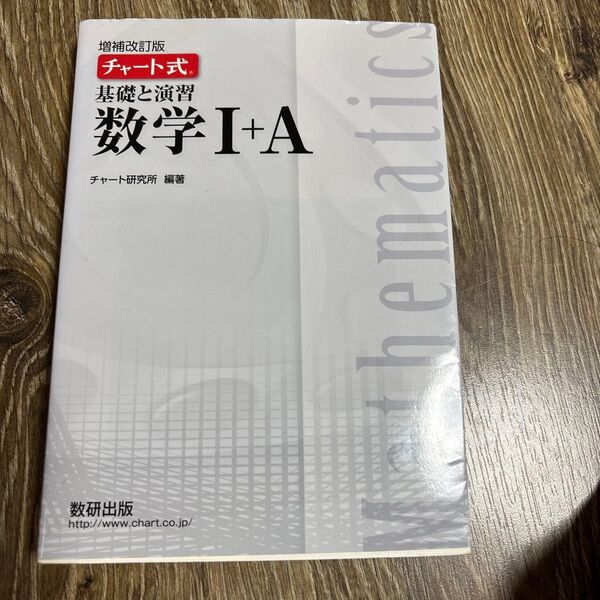 増補改訂版
チャート式®
基礎と演習
数学I+A
チャート研究所 編著
Mathematics
数研出版
http://www.chart.co.jp/